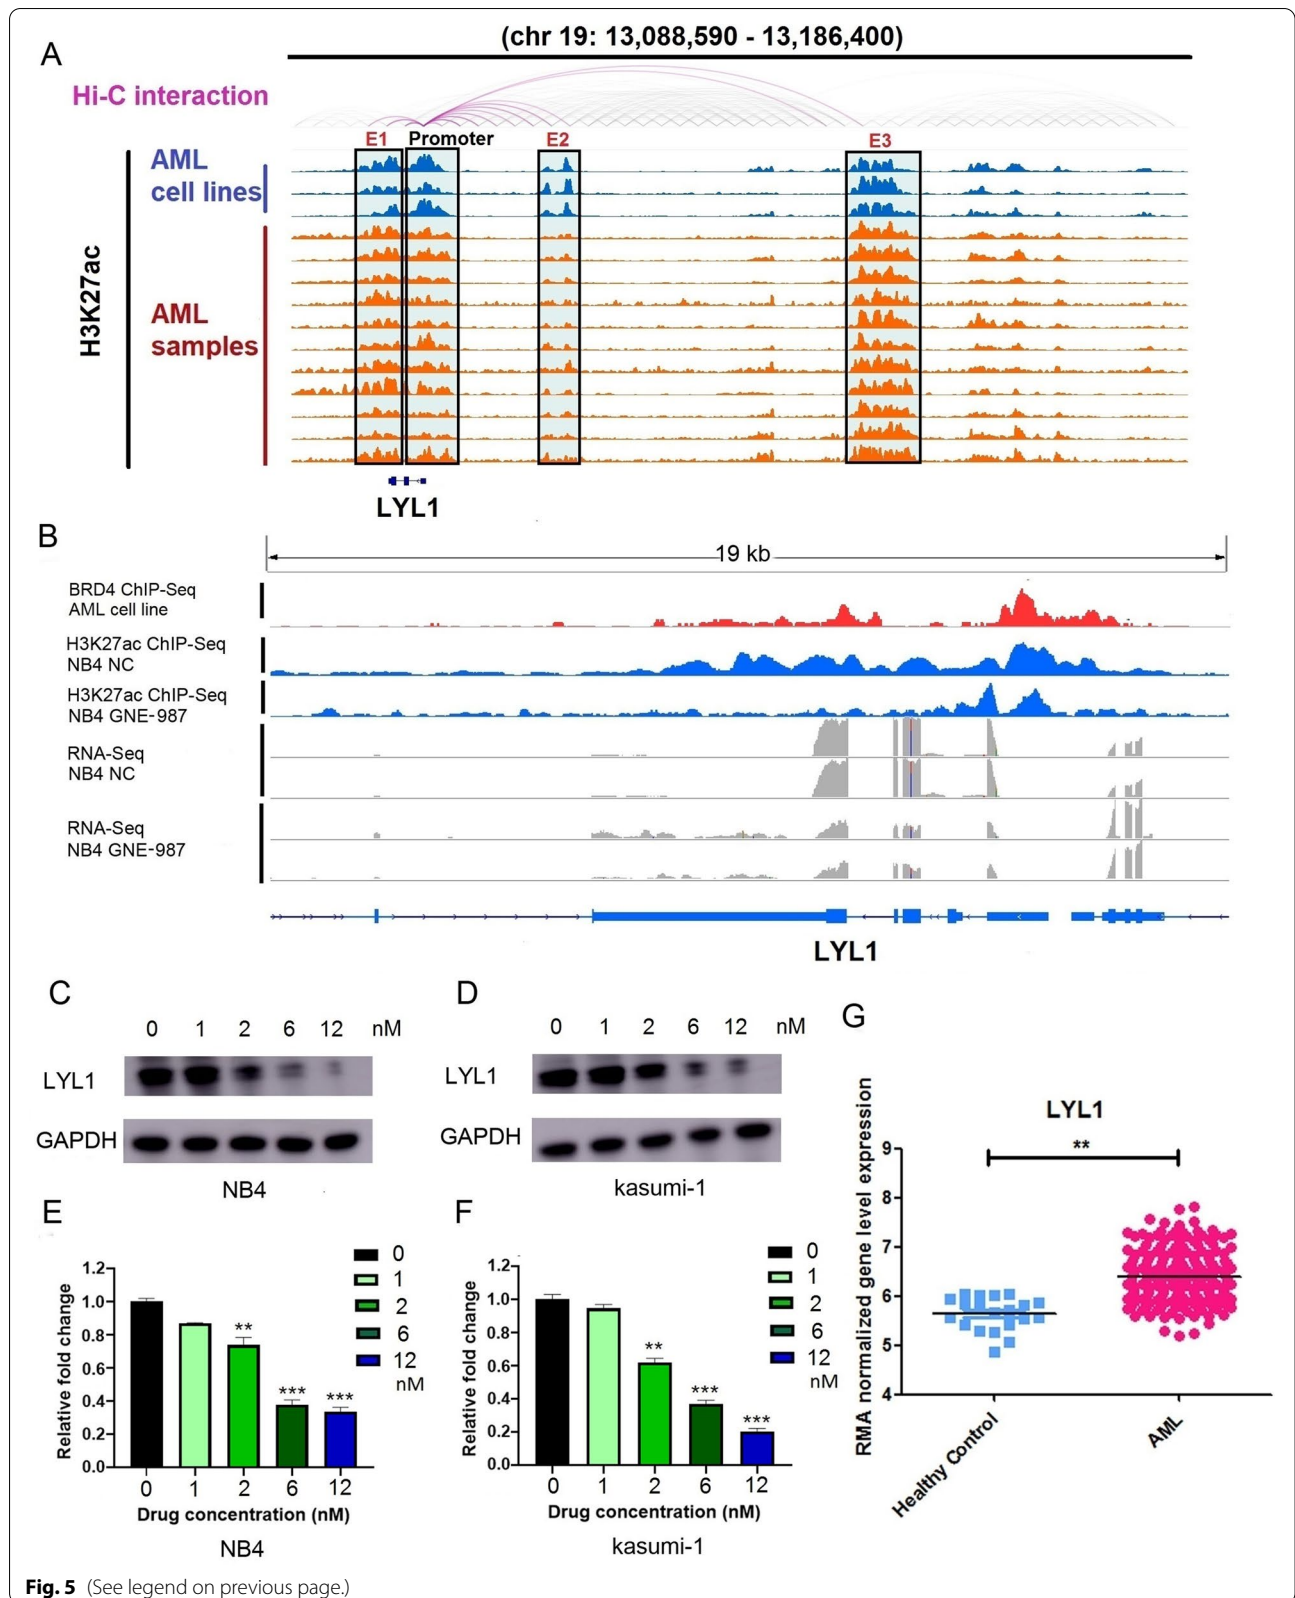 A
(chr 19: 13,088,590 - 13,186,400)
Hi-C interaction
E1 Promoter E2 E3
AML
cell lines
H3K27ac
AML
samples
LYL1
B
19 kb
BRD4 ChIP-Seq
AML cell line
H3K27ac ChIP-Seq
NB4 NC
H3K27ac ChIP-Seq
NB4 GNE-987
RNA-Seq
NB4 NC
RNA-Seq
NB4 GNE-987
LYL1
C
0 1 2 6 12 nM
LYL1
GAPDH
NB4
D
0 1 2 6 12 nM
LYL1
GAPDH
kasumi-1
E
Relative fold change
1.2
1.0
0.8
0.6
0.4
0.2
0.0
**
*** ***
0
1
2
6
12
nM
0 1 2 6 12
Drug concentration (nM)
NB4
F
Relative fold change
1.2
1.0
0.8
0.6
0.4
0.2
0.0
**
***
***
0
1
2
6
12
nM
0 1 2 6 12
Drug concentration (nM)
kasumi-1
G
LYL1
**
RMA normalized gene level expression
9
8
7
6
5
4
Healthy Control
AML
Fig. 5 (See legend on previous page.)